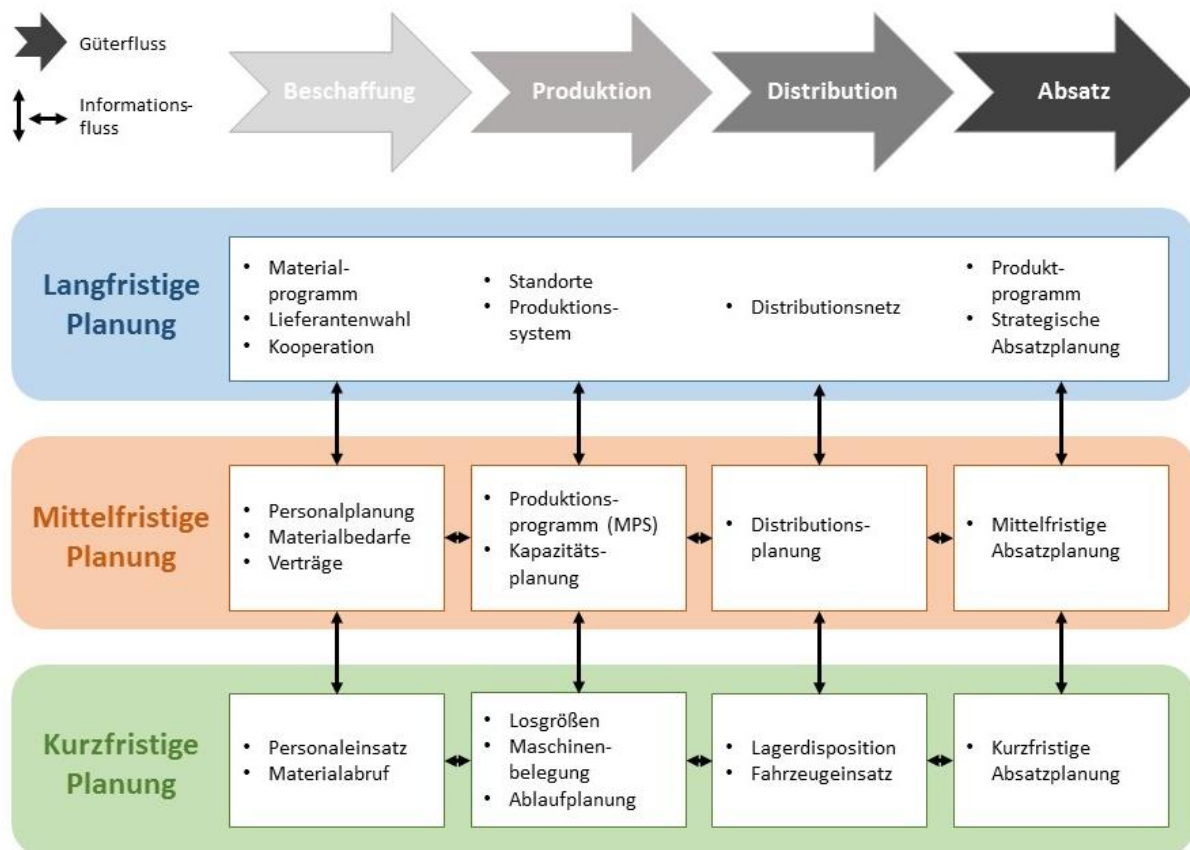 Güterfluss
Informations-
fluss
Beschaffung
Produktion
Distribution
Absatz
Langfristige
Planung
• Material-
programm
• Lieferantenwahl
• Kooperation
• Standorte
• Produktions-
system
• Distributionsnetz
• Produkt-
programm
• Strategische
Absatzplanung
Mittelfristige
Planung
• Personalplanung
• Materialbedarfe
• Verträge
• Produktions-
programm (MPS)
• Kapazitäts-
planung
• Distributions-
planung
• Mittelfristige
Absatzplanung
Kurzfristige
Planung
• Personaleinsatz
• Materialabruf
• Losgrößen
• Maschinen-
belegung
• Ablaufplanung
• Lagerdisposition
• Fahrzeugeinsatz
• Kurzfristige
Absatzplanung